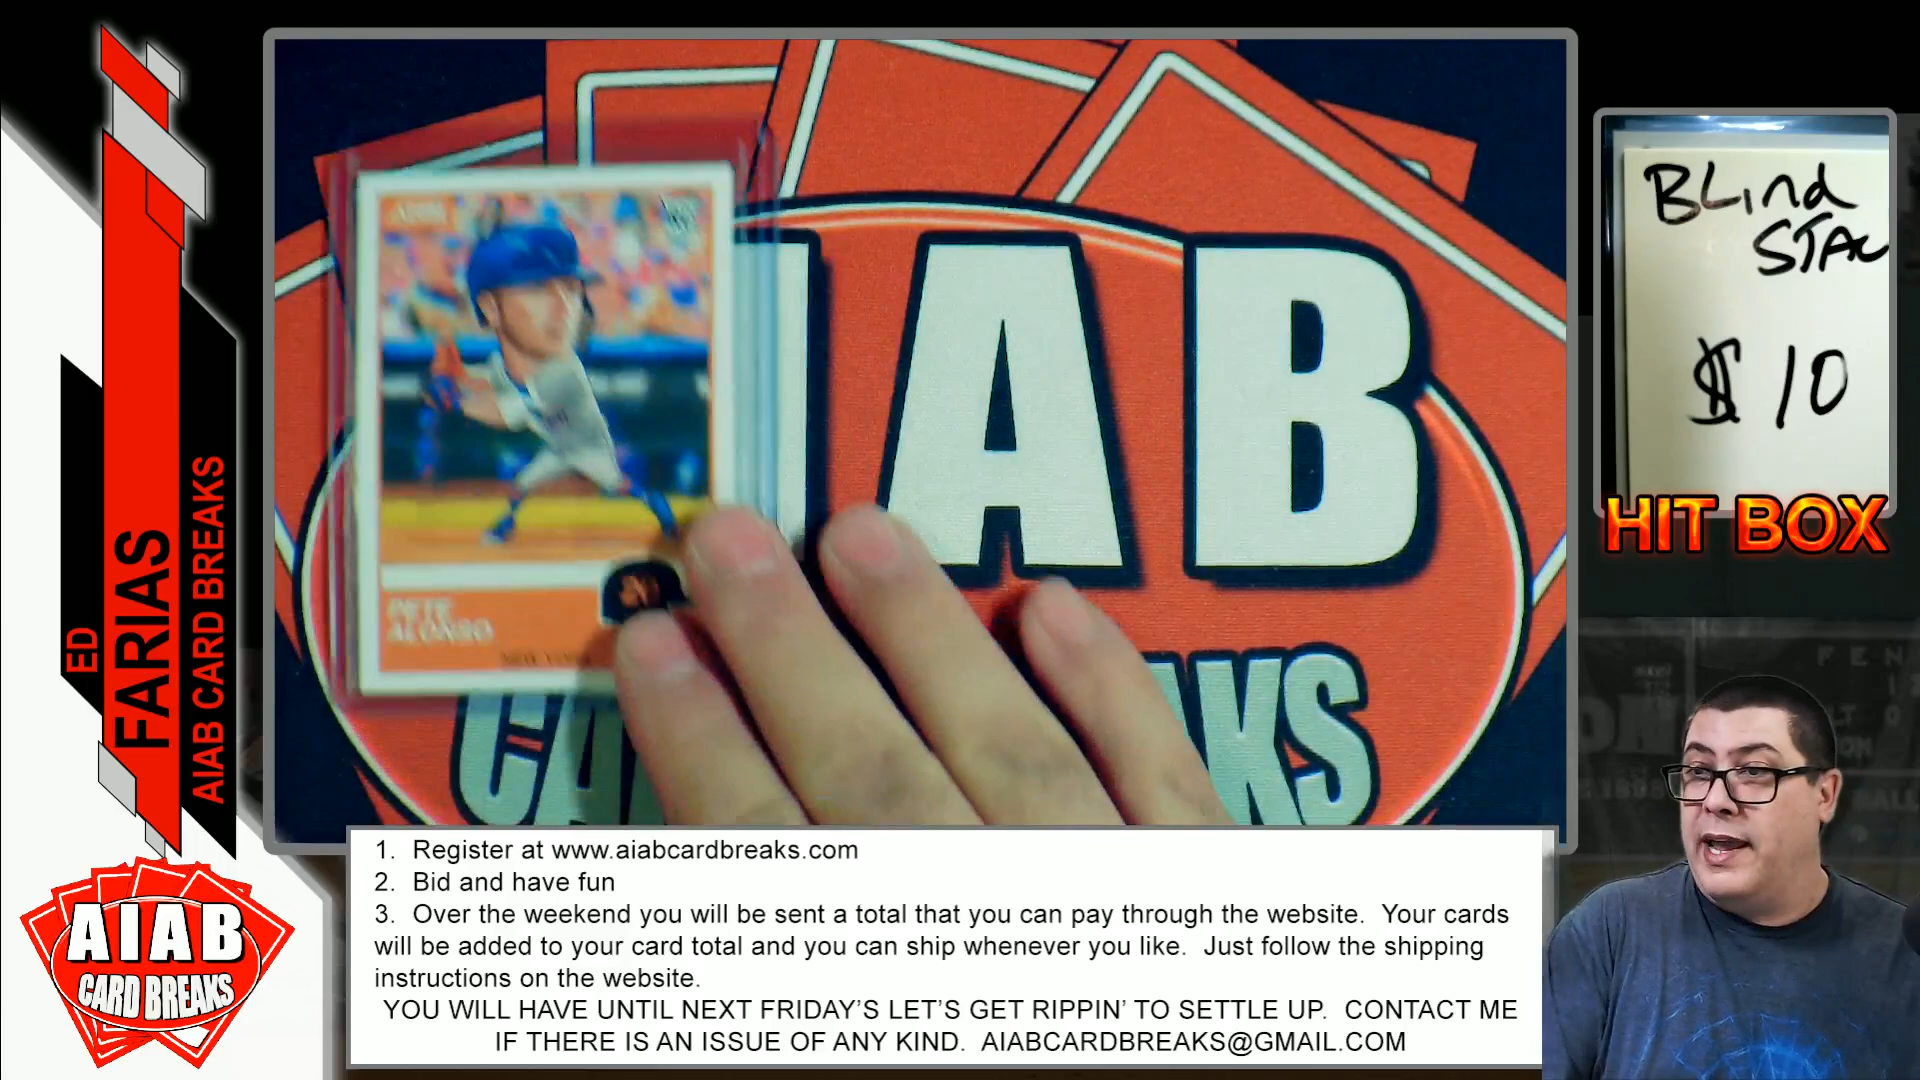 ED
FARIAS
AIAB CARD BREAKS
AIAB
CARD BREAKS
PETE
ALONSO
NEW YORK
AB
BLind
$10
HIT BOX
1. Register at www.aiabcardbreaks.com
2. Bid and have fun
3. Over the weekend you will be sent a total that you can pay through the website. Your cards
will be added to your card total and you can ship whenever you like. Just follow the shipping
instructions on the website.
YOU WILL HAVE UNTIL NEXT FRIDAY'S LET'S GET RIPPIN' TO SETTLE UP. CONTACT ME
IF THERE IS AN ISSUE OF ANY KIND. AIABCARDBREAKS@GMAIL.COM